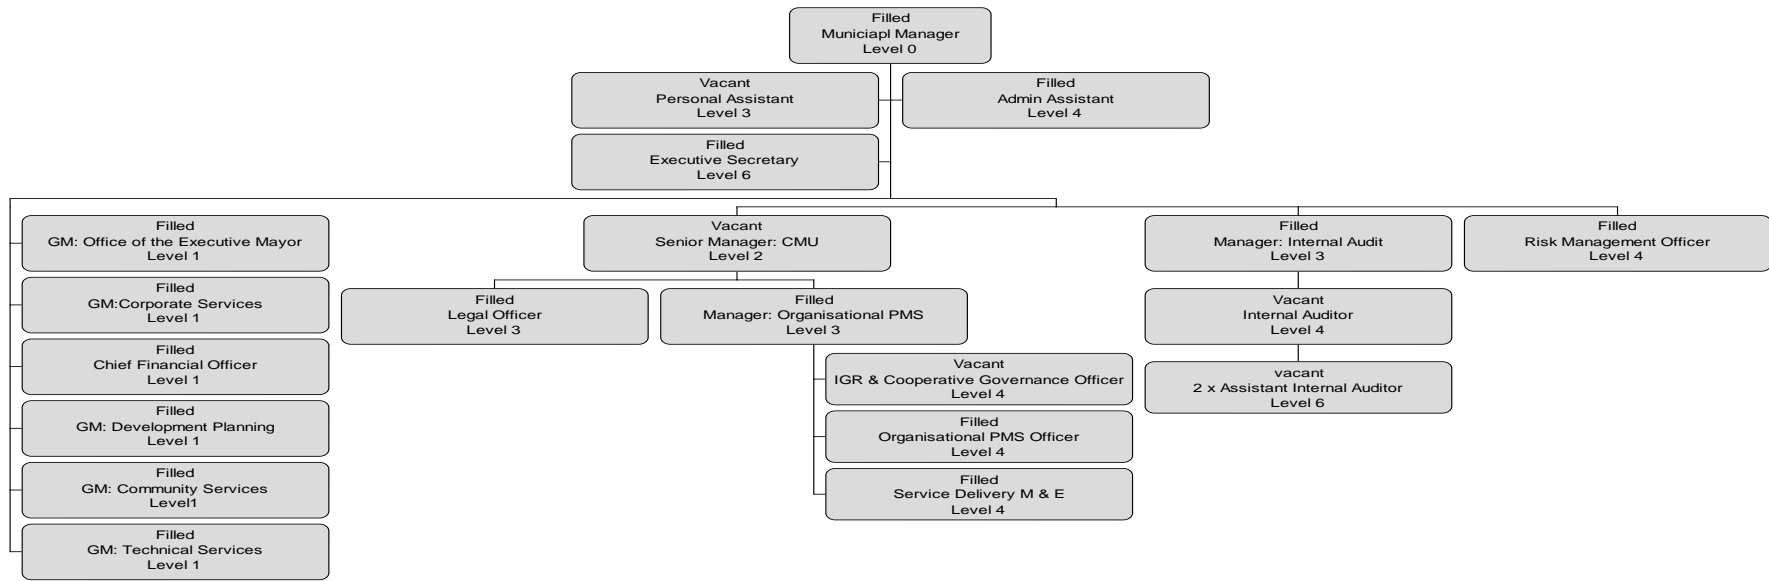 Filled
Municiapl Manager
Level 0
Vacant
Personal Assistant
Level 3
Filled
Admin Assistant
Level 4
Filled
Executive Secretary
Level 6
Filled
GM: Office of the Executive Mayor
Level 1
Filled
GM:Corporate Services
Level 1
Filled
Chief Financial Officer
Level 1
Filled
GM: Development Planning
Level 1
Filled
GM: Community Services
Level1
Filled
GM: Technical Services
Level 1
Vacant
Senior Manager: CMU
Level 2
Filled
Legal Officer
Level 3
Filled
Manager: Organisational PMS
Level 3
Vacant
IGR & Cooperative Governance Officer
Level 4
Filled
Organisational PMS Officer
Level 4
Filled
Service Delivery M & E
Level 4
Filled
Manager: Internal Audit
Level 3
Vacant
Internal Auditor
Level 4
vacant
2 x Assistant Internal Auditor
Level 6
Filled
Risk Management Officer
Level 4